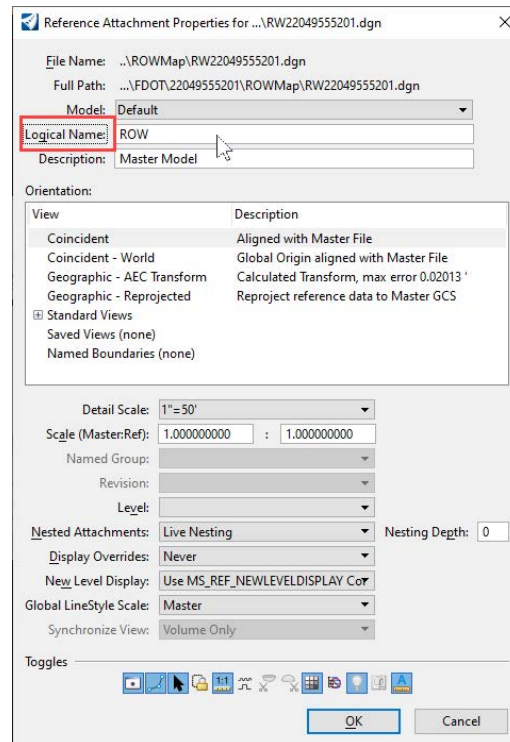 Reference Attachment Properties for ...\RW22049555201.dgn
File Name: ..\ROWMap\RW22049555201.dgn
Full Path: ...\FDOT\22049555201\ROWMap\RW22049555201.dgn
Model: Default
Logical Name: ROW
Description: Master Model
Orientation:
View Description
Coincident Aligned with Master File
Coincident - World Global Origin aligned with Master File
Geographic - AEC Transform Calculated Transform, max error 0.02013 '
Geographic - Reprojected Reproject reference data to Master GCS
Standard Views
Saved Views (none)
Named Boundaries (none)
Detail Scale: 1"=50'
Scale (Master:Ref): 1.000000000 : 1.000000000
Named Group:
Revision:
Level:
Nested Attachments: Live Nesting Nesting Depth: 0
Display Overrides: Never
New Level Display: Use MS_REF_NEWLEVELDISPLAY Cor
Global LineStyle Scale: Master
Synchronize View: Volume Only
Toggles
1:1 A
OK Cancel